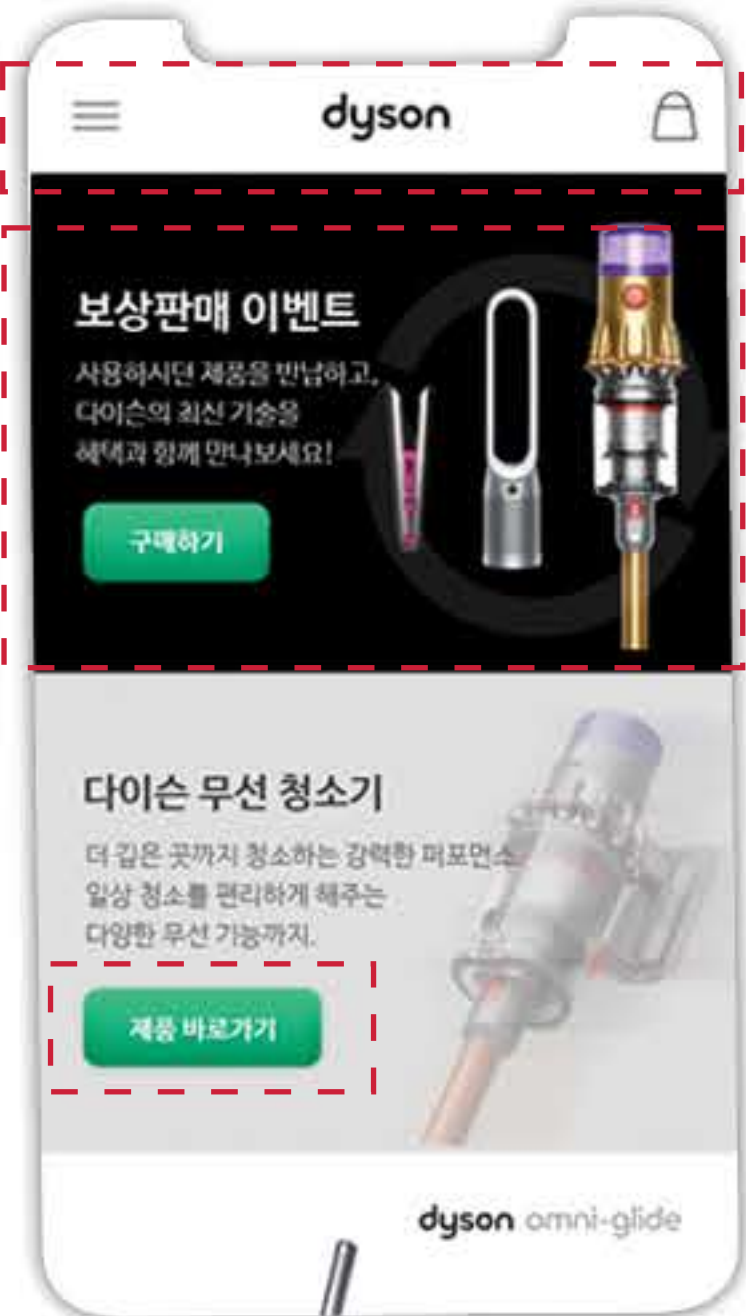 dyson
보상판매 이벤트
사용하시던 제품을 반납하고,
다이슨의 최신 기술을
혜택과 함께 만나보세요!
구매하기
다이슨 무선 청소기
더 깊은 곳까지 청소하는 강력한 퍼포먼스.
일상 청소를 편리하게 해주는
다양한 무선 기능까지.
제품 바로가기
dyson omni-glide